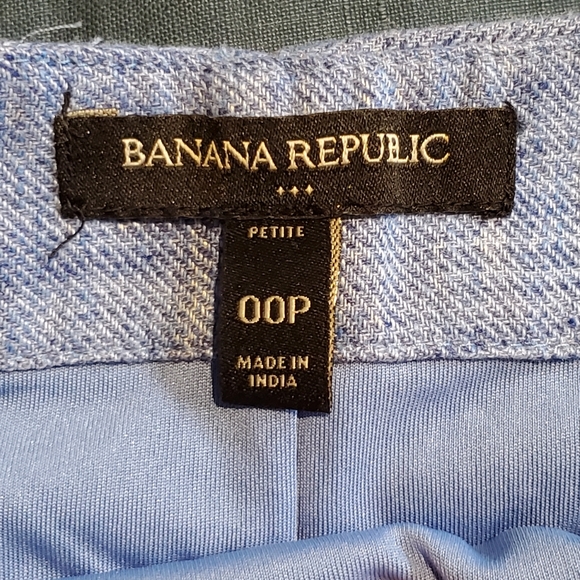 BANANA REPUBLIC
PETITE
00P
MADE IN
INDIA